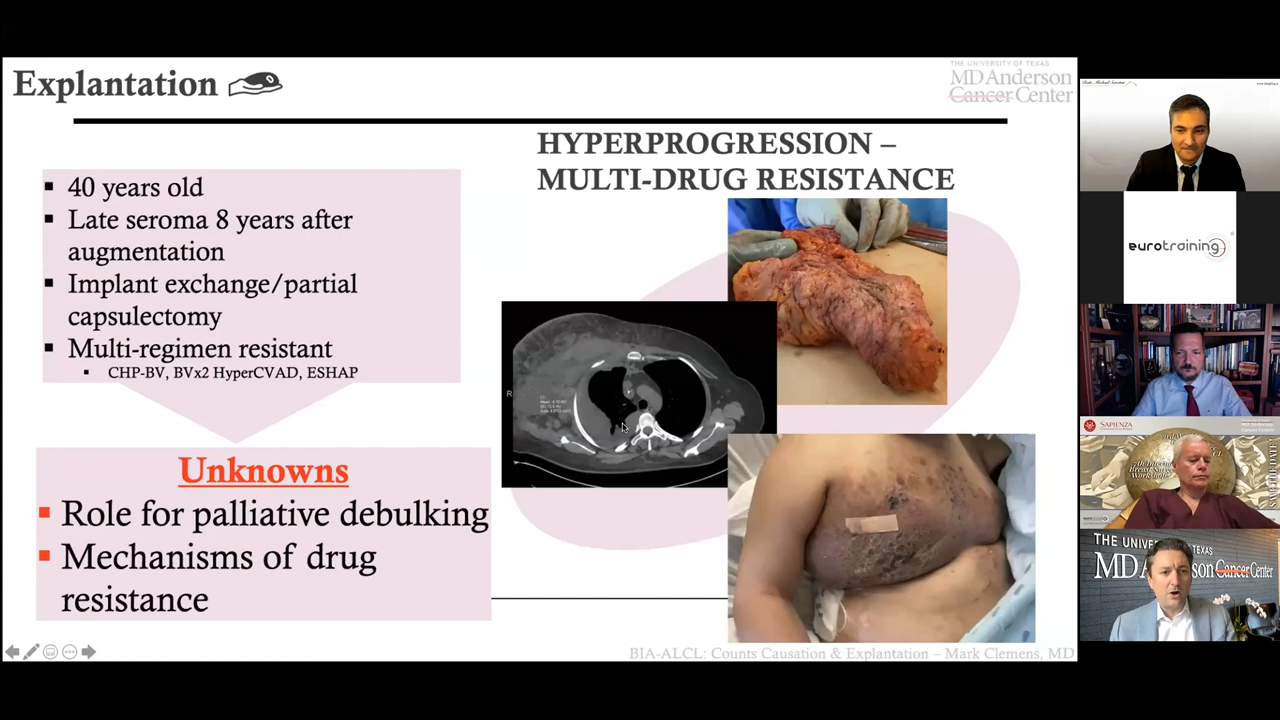 Explantation
THE UNIVERSITY OF TEXAS
MD Anderson
Cancer Center
HYPERPROGRESSION –
MULTI-DRUG RESISTANCE
▪ 40 years old
▪ Late seroma 8 years after
augmentation
▪ Implant exchange/partial
capsulectomy
▪ Multi-regimen resistant
▪ CHP-BV, BVx2 HyperCVAD, ESHAP
Unknowns
▪ Role for palliative debulking
▪ Mechanisms of drug
resistance
R
BIA-ALCL: Counts Causation & Explantation – Mark Clemens, MD
eurotraining
SAPIENZA
THE UNIVERSITY OF TEXAS
MD Anderson Cancer Center